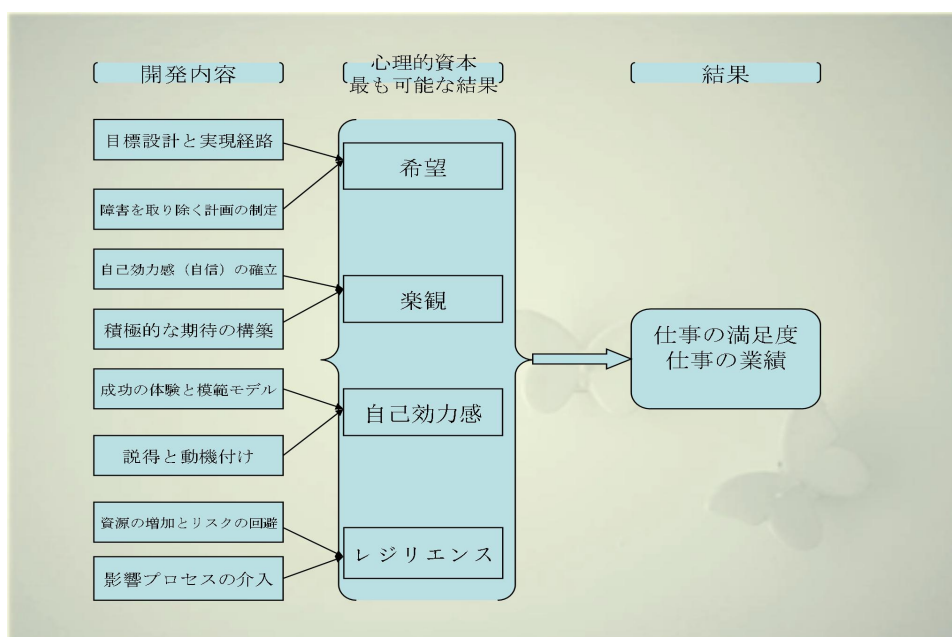 開発内容
心理的資本
最も可能な結果
結果
目標設計と実現経路
障害を取り除く計画の制定
希望
自己効力感（自信）の確立
積極的な期待の構築
楽観
成功の体験と模範モデル
説得と動機付け
自己効力感
資源の増加とリスクの回避
影響プロセスの介入
レジリエンス
仕事の満足度
仕事の業績